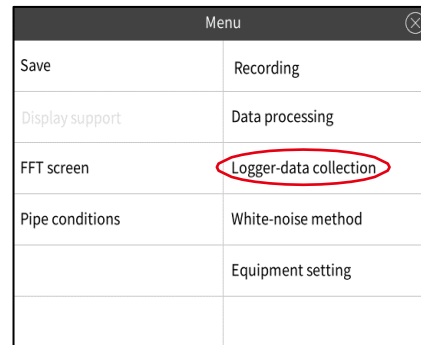 Menu
Save
Recording
Display support
Data processing
FFT screen
Logger-data collection
Pipe conditions
White-noise method
Equipment setting